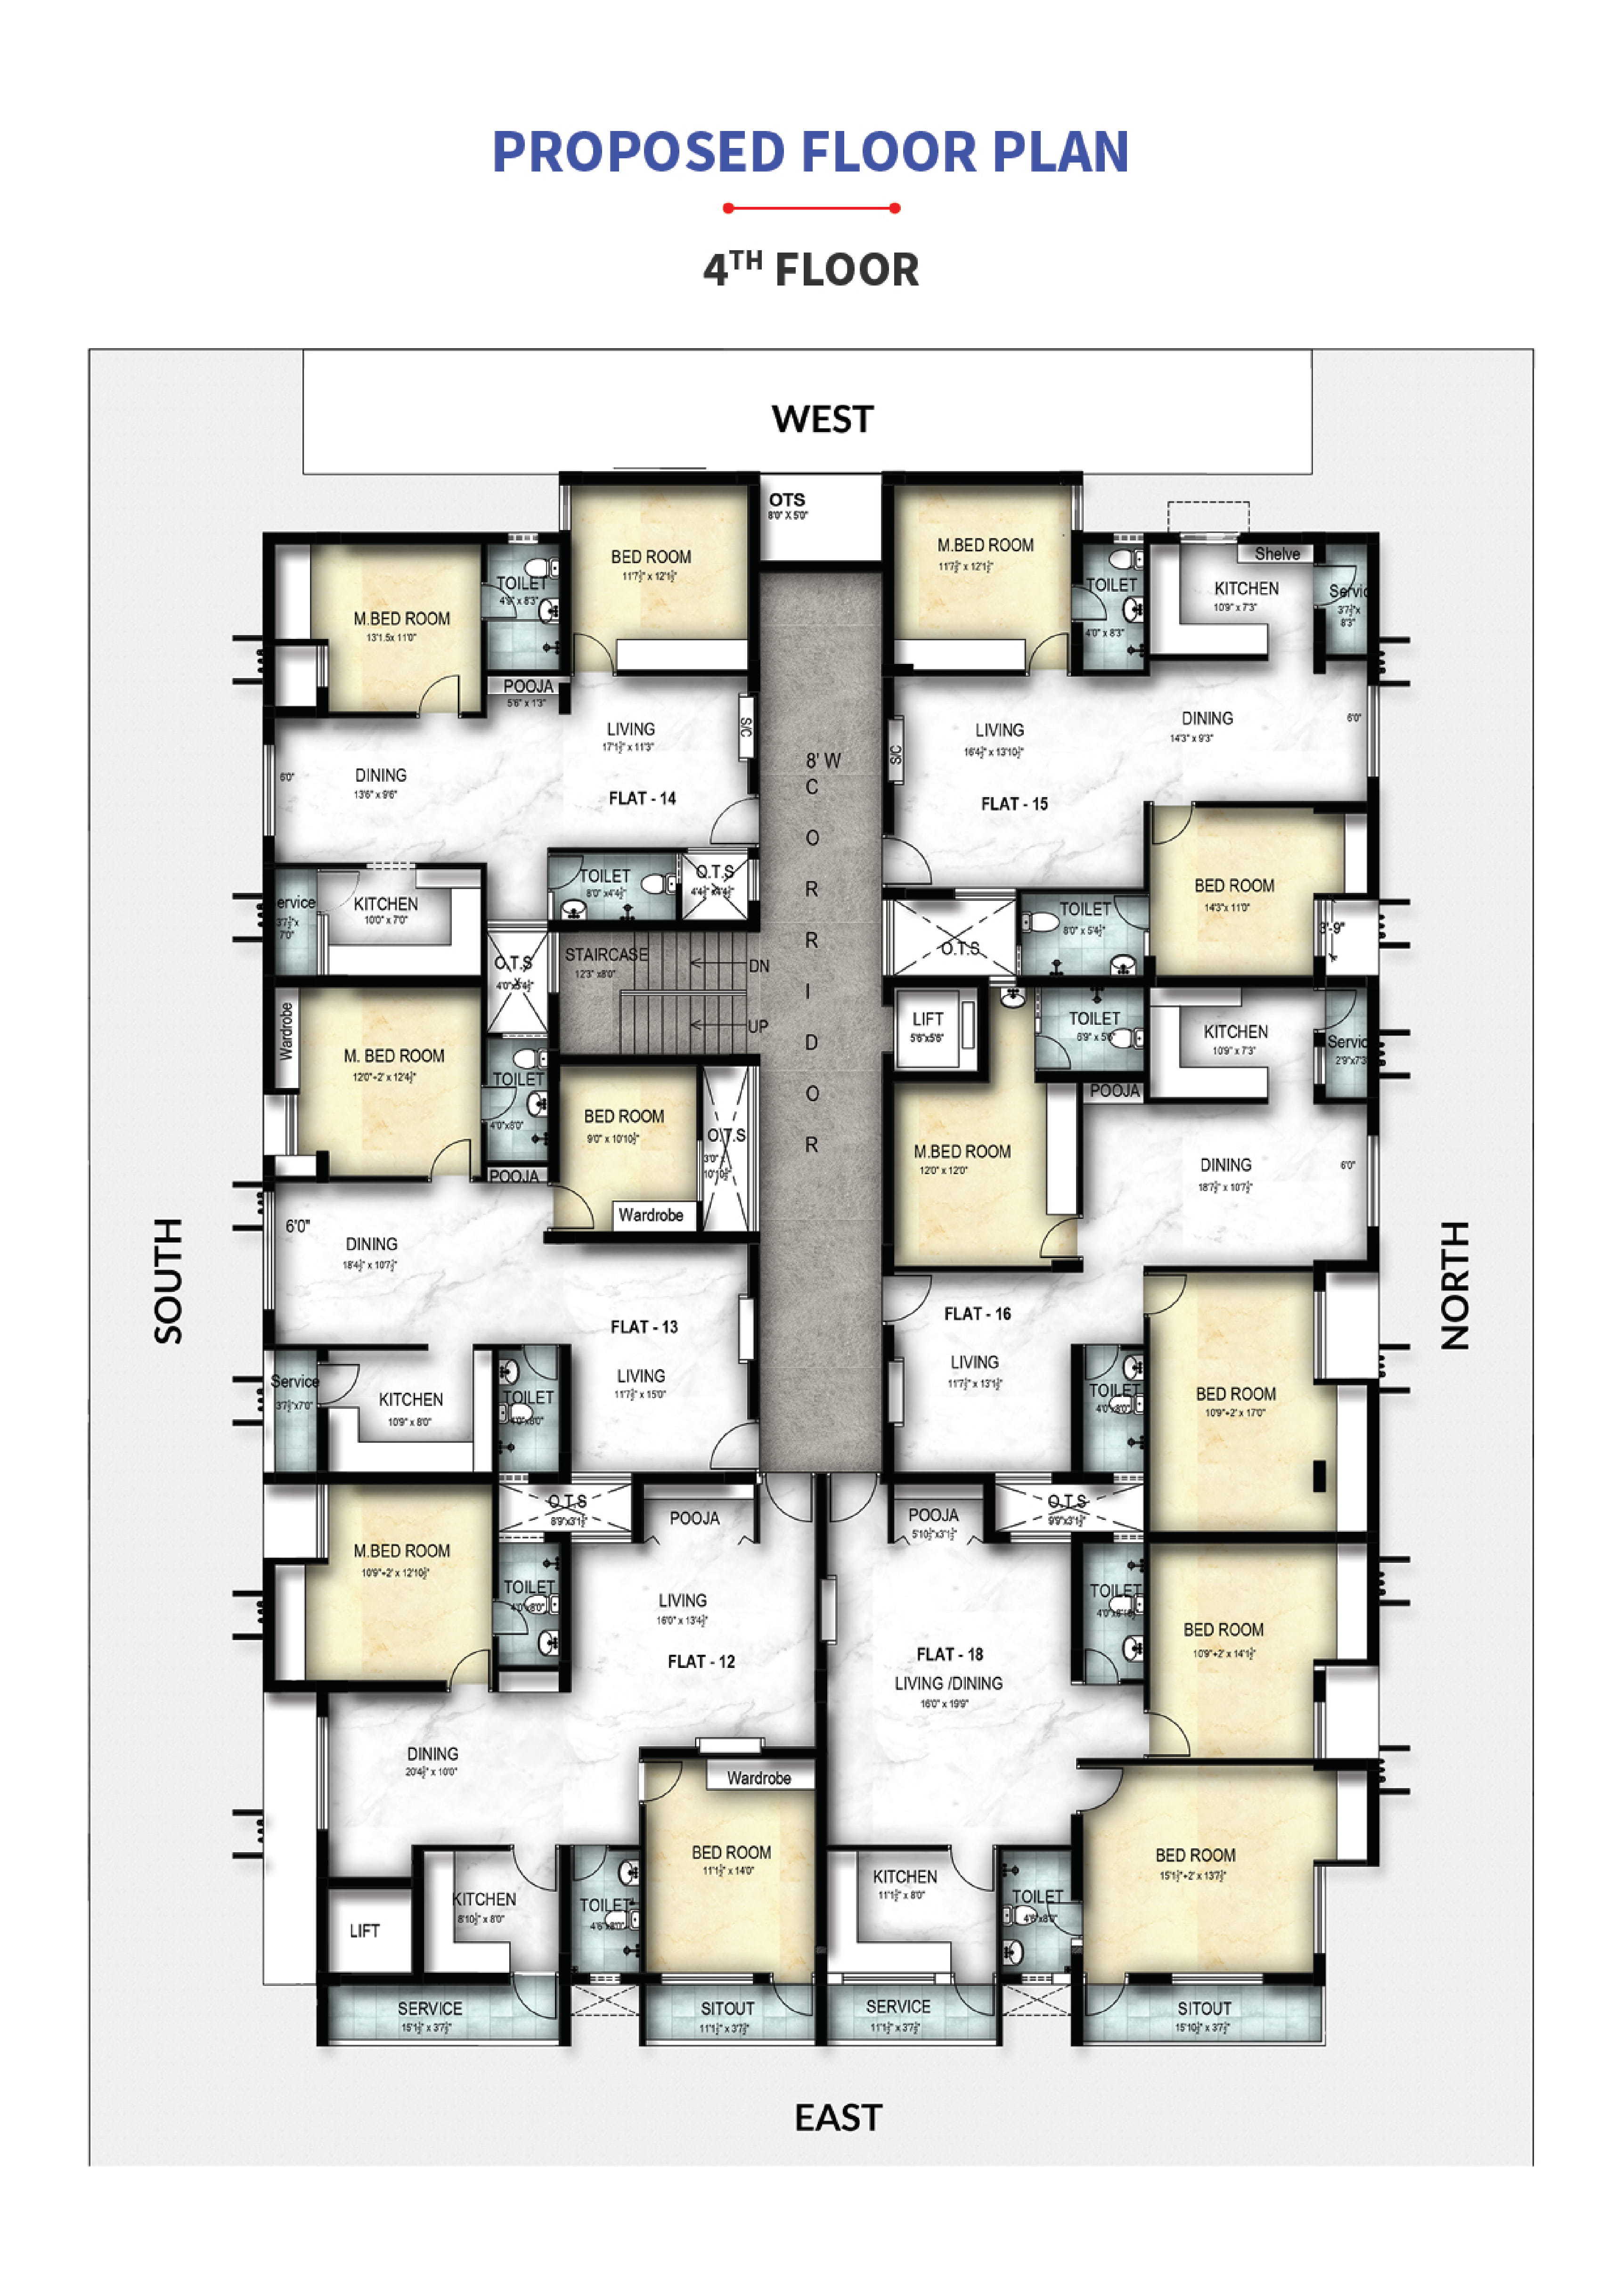 PROPOSED FLOOR PLAN
4TH FLOOR
WEST
OTS
8'0" X 5'0"
BED ROOM
11'7½" x 12'1½"
M.BED ROOM
11'7½" x 12'1½"
TOILET
4'9" x 8'3"
M.BED ROOM
13'1.5x 11'0"
TOILET
4'0" x 8'3"
Shelve
KITCHEN
10'9" x 7'3"
Servic
3'7½"x
8'3"
POOJA
5'6" x 1'3"
LIVING
17'1½" x 11'3"
S/C
DINING
13'6" x 9'6"
6'0"
FLAT - 14
LIVING
16'4½" x 13'10½"
S/C
DINING
14'3" x 9'3"
6'0"
FLAT - 15
8' W
C
O
R
R
I
D
O
R
TOILET
8'0" x4'4½"
O.T.S
4'4½" x4'4½"
ervice
3'7½"x
7'0"
KITCHEN
10'0" x 7'0"
BED ROOM
14'3"x 11'0"
TOILET
8'0" x 5'4½"
O.T.S
3'-9"
STAIRCASE
12'3" x8'0"
DN
UP
O.T.S
Wardrobe
M. BED ROOM
12'0"+2' x 12'4½"
TOILET
4'0"x8'0"
POOJA
BED ROOM
9'0" x 10'10½"
Wardrobe
O.T.S
3'0" x
10'10½"
LIFT
5'6"x5'6"
TOILET
6'9" x 5'6"
KITCHEN
10'9" x 7'3"
Servic
2'9"x7'3
POOJA
M.BED ROOM
12'0" x 12'0"
DINING
18'7½" x 10'7½"
6'0"
6'0"
DINING
18'4½" x 10'7½"
SOUTH
NORTH
FLAT - 13
LIVING
11'7½" x 15'0"
FLAT - 16
LIVING
11'7½" x 13'1½"
Service
3'7½"x7'0"
KITCHEN
10'9" x 8'0"
TOILET
4'0"x8'0"
TOILET
4'0"x8'0"
BED ROOM
10'9"+2' x 17'0"
O.T.S
8'9"x3'1½"
POOJA
POOJA
5'10½"x3'1½"
O.T.S
9'9"x3'1½"
M.BED ROOM
10'9"+2' x 12'10½"
TOILET
4'0"x8'0"
LIVING
16'0" x 13'4½"
FLAT - 12
FLAT - 18
LIVING /DINING
16'0" x 19'9"
TOILET
BED ROOM
10'9"+2' x 14'1½"
DINING
20'4½" x 10'0"
Wardrobe
BED ROOM
11'1½" x 14'0"
BED ROOM
15'1½"+2' x 13'7½"
LIFT
KITCHEN
8'10½" x 8'0"
TOILET
4'6"x8'0"
KITCHEN
11'1½" x 8'0"
TOILET
4'6"x8'0"
SERVICE
15'1½" x 3'7½"
SITOUT
11'1½" x 3'7½"
SERVICE
11'1½" x 3'7½"
SITOUT
15'10½" x 3'7½"
EAST